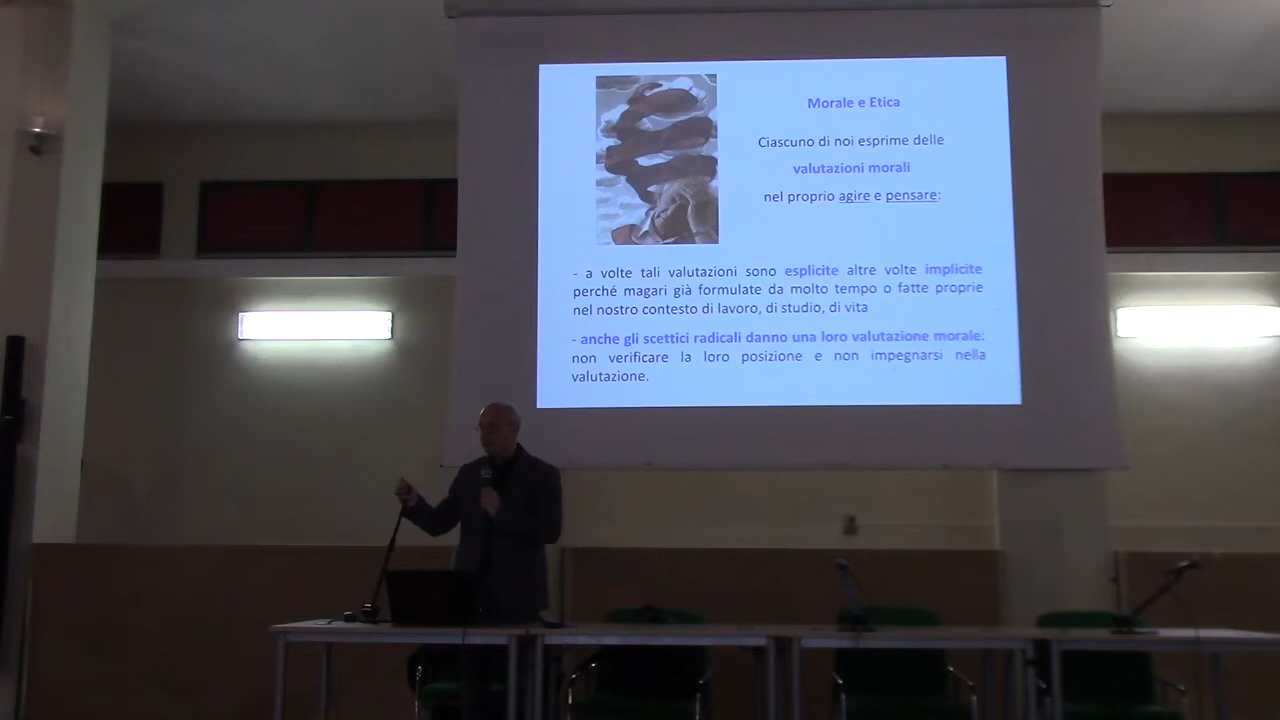 Morale e Etica
Ciascuno di noi esprime delle
valutazioni morali
nel proprio agire e pensare:
- a volte tali valutazioni sono esplicite altre volte implicite
perché magari già formulate da molto tempo o fatte proprie
nel nostro contesto di lavoro, di studio, di vita
- anche gli scettici radicali danno una loro valutazione morale:
non verificare la loro posizione e non impegnarsi nella
valutazione.